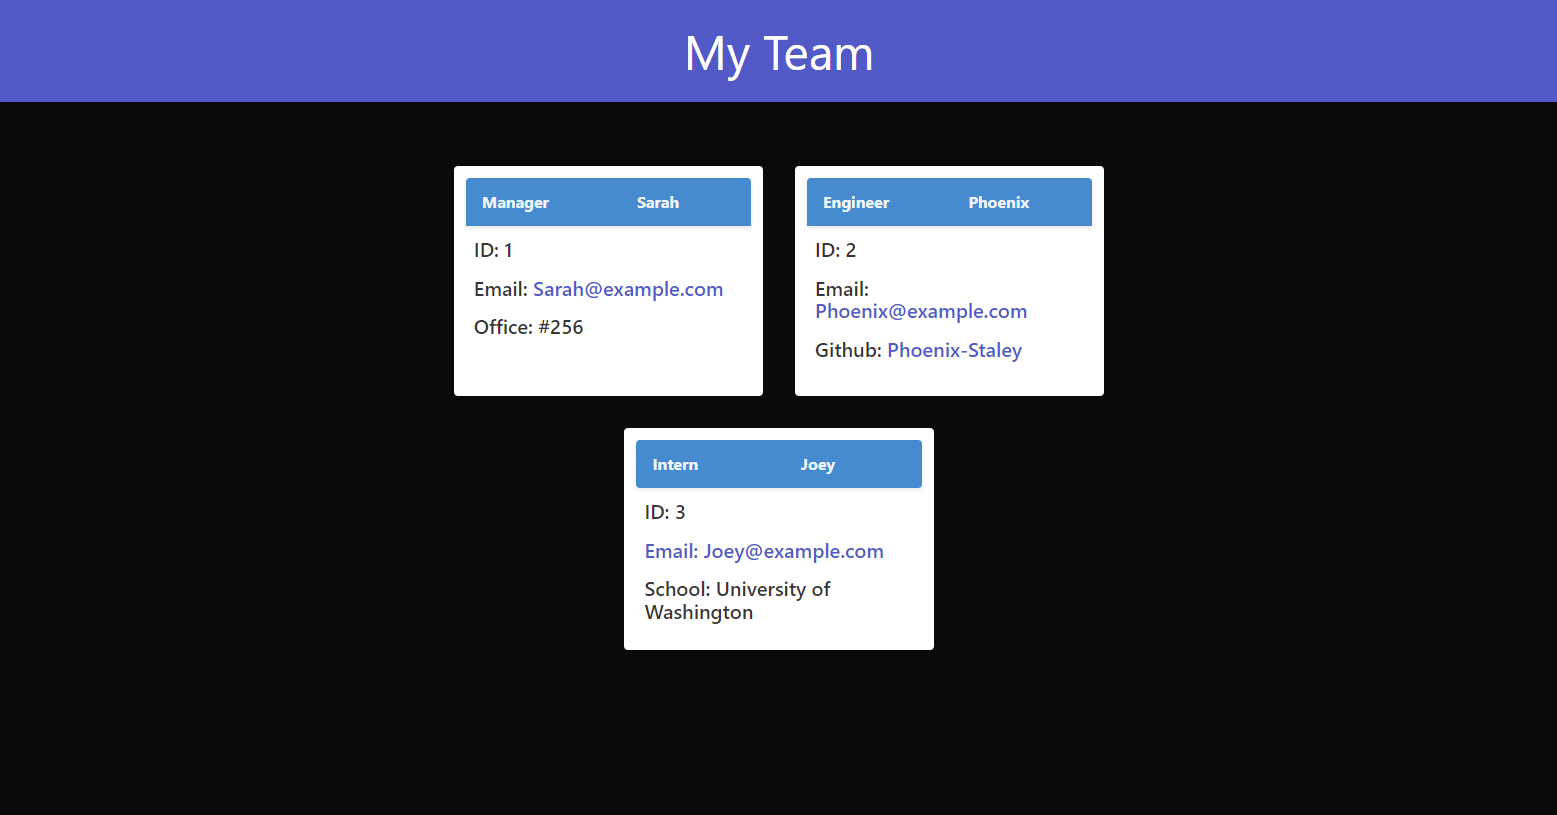 My Team
Manager Sarah
ID: 1
Email: Sarah@example.com
Office: #256
Engineer Phoenix
ID: 2
Email:
Phoenix@example.com
Github: Phoenix-Staley
Intern Joey
ID: 3
Email: Joey@example.com
School: University of
Washington